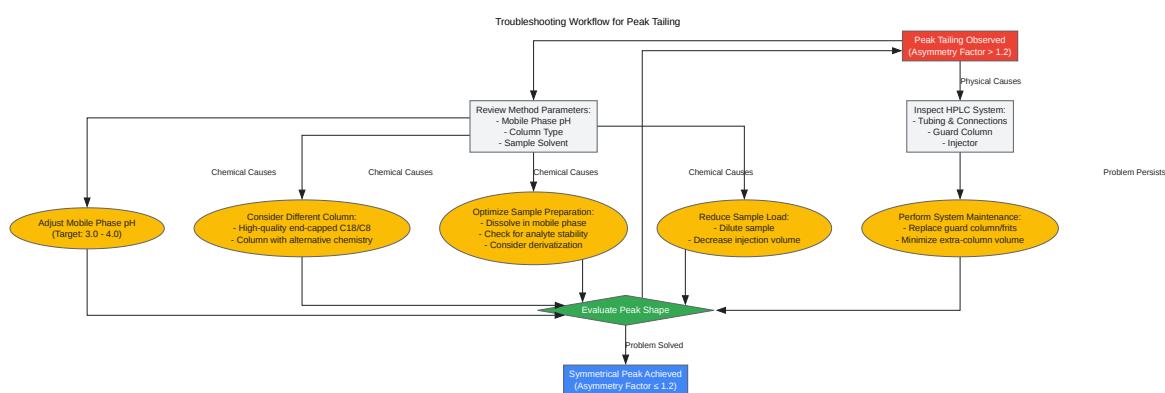 Troubleshooting Workflow for Peak Tailing
Peak Tailing Observed
(Asymmetry Factor > 1.2)
Physical Causes
Review Method Parameters:
- Mobile Phase pH
- Column Type
- Sample Solvent
Inspect HPLC System:
- Tubing & Connections
- Guard Column
- Injector
Chemical Causes
Chemical Causes
Chemical Causes
Chemical Causes
Problem Persists
Adjust Mobile Phase pH
(Target: 3.0 - 4.0)
Consider Different Column:
- High-quality end-capped C18/C8
- Column with alternative chemistry
Optimize Sample Preparation:
- Dissolve in mobile phase
- Check for analyte stability
- Consider derivatization
Reduce Sample Load:
- Dilute sample
- Decrease injection volume
Perform System Maintenance:
- Replace guard column/frits
- Minimize extra-column volume
Evaluate Peak Shape
Problem Solved
Symmetrical Peak Achieved
(Asymmetry Factor ≤ 1.2)